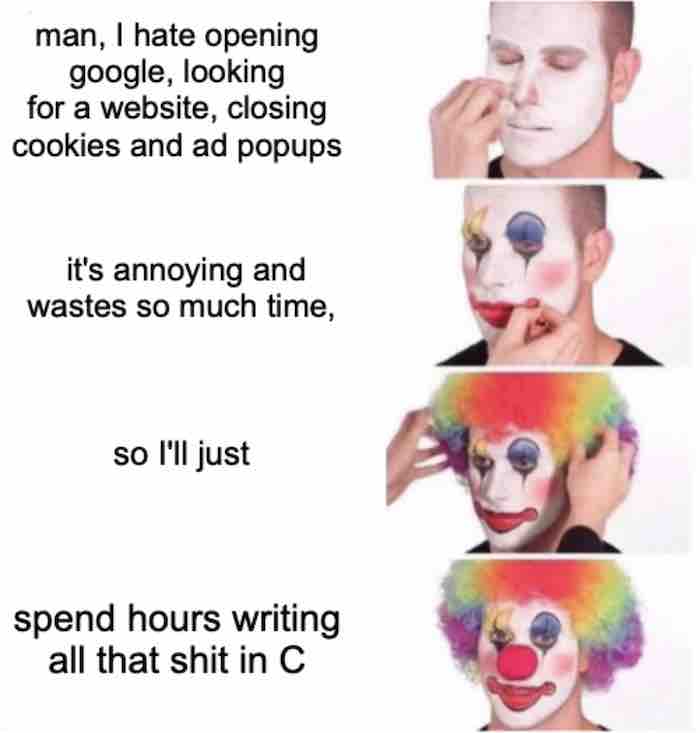 man, I hate opening
google, looking
for a website, closing
cookies and ad popups
it's annoying and
wastes so much time,
so I'll just
spend hours writing
all that shit in C